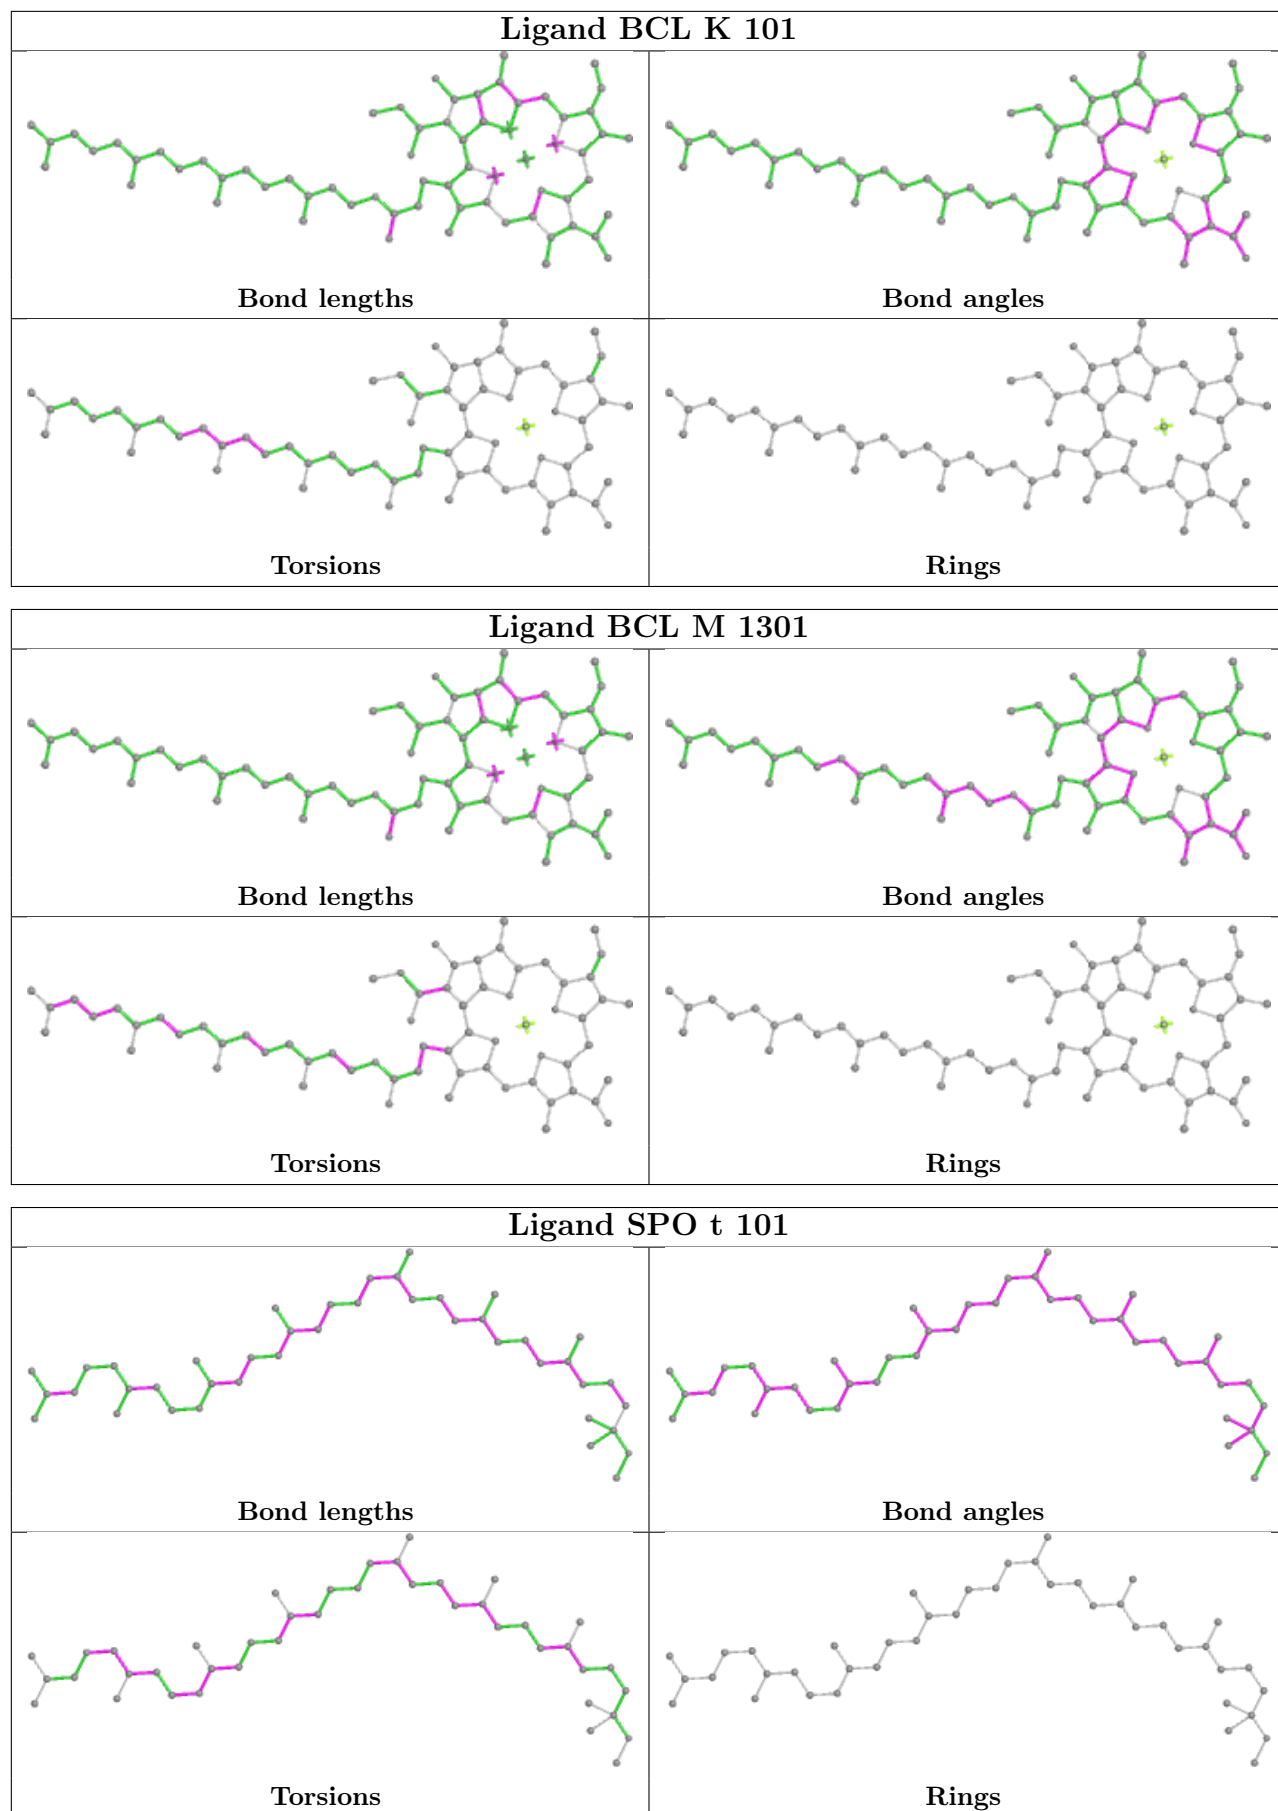 Ligand BCL K 101
Bond lengths
Bond angles
Torsions
Rings
Ligand BCL M 1301
Bond lengths
Bond angles
Torsions
Rings
Ligand SPO t 101
Bond lengths
Bond angles
Torsions
Rings